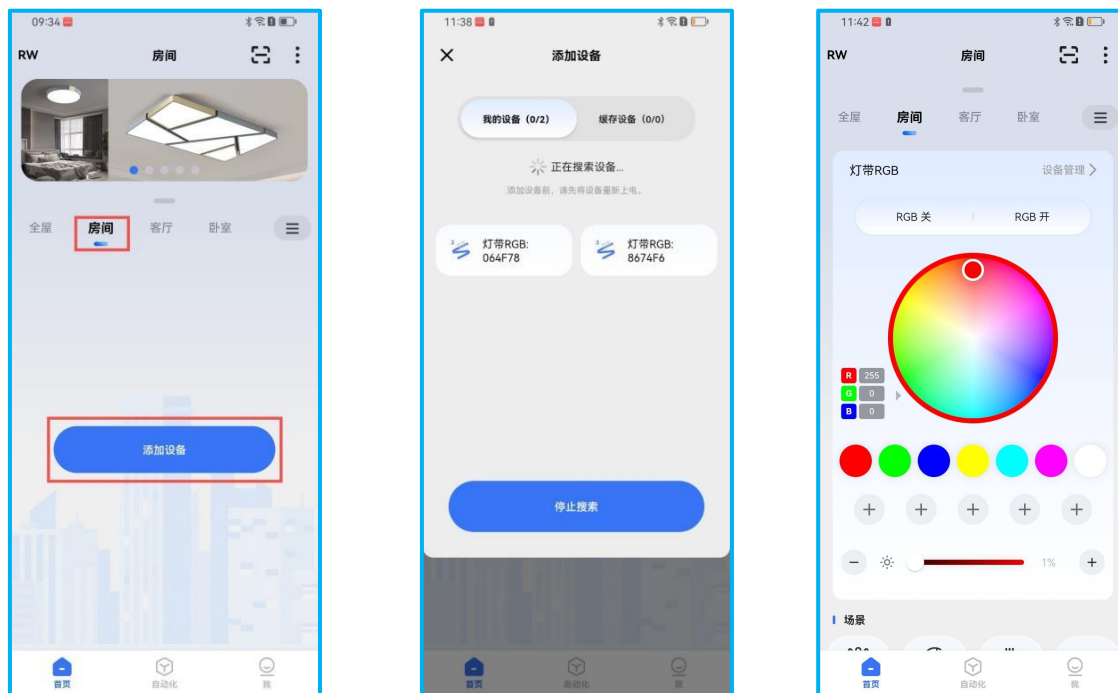 09:34
RW
房间
全屋
房间
客厅
卧室
添加设备
首页
自动化
我
11:38
添加设备
我的设备（0/2）
缓存设备（0/0）
正在搜索设备...
添加设备前，请先将设备重新上电。
灯带RGB:
064F78
灯带RGB:
8674F6
停止搜索
首页
自动化
我
11:42
RW
房间
全屋
房间
客厅
卧室
灯带RGB
设备管理
RGB 关
RGB 开
R 255
G 0
B 0
1%
场景
首页
自动化
我